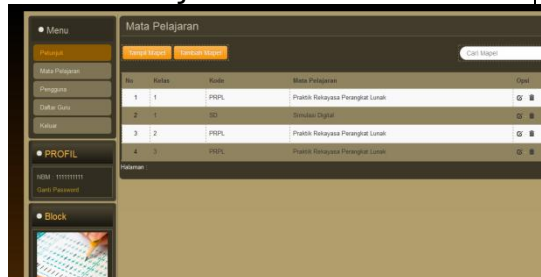 Menu
Petunjuk
Mata Pelajaran
Pengguna
Daftar Guru
Keluar
PROFIL
NBM : 1111111111
Ganti Password
Block
Mata Pelajaran
Tampil Mapel Tambah Mapel
Cari Mapel
No Kelas Kode Mata Pelajaran Opsi
1 1 PRPL Praktik Rekayasa Perangkat Lunak
2 1 SD Simulasi Digital
3 2 PRPL Praktik Rekayasa Perangkat Lunak
4 3 PRPL Praktik Rekayasa Perangkat Lunak
Halaman :